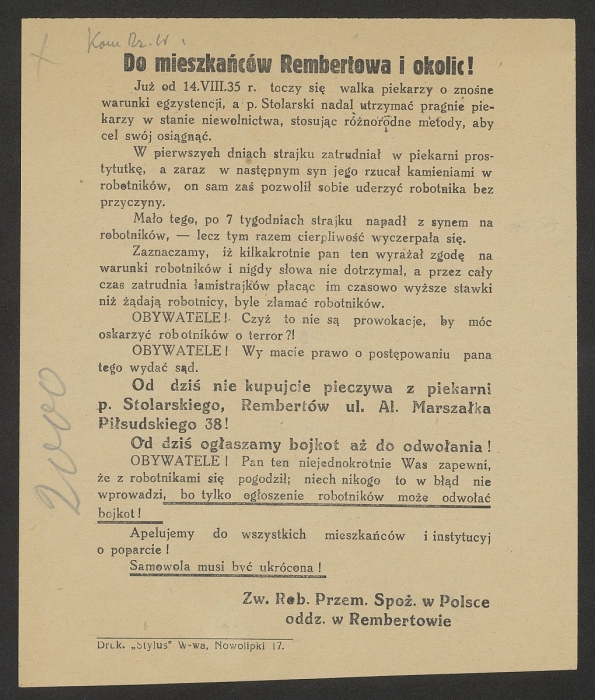 Kom Rz. W.
Do mieszkańców Rembertowa i okolic!
Już od 14.VIII.35 r. toczy się walka piekarzy o znośne
warunki egzystencji, a p. Stolarski nadal utrzymać pragnie pie-
karzy w stanie niewolnictwa, stosując różnorodne metody, aby
cel swój osiągnąć.
W pierwszych dniach strajku zatrudniał w piekarni pros-
tytutkę, a zaraz w następnym syn jego rzucał kamieniami w
robotników, on sam zaś pozwolił sobie uderzyć robotnika bez
przyczyny.
Mało tego, po 7 tygodniach strajku napadł z synem na
robotników, — lecz tym razem cierpliwość wyczerpała się.
Zaznaczamy, iż kilkakrotnie pan ten wyrażał zgodę na
warunki robotników i nigdy słowa nie dotrzymał, a przez cały
czas zatrudnia łamistrajków płacąc im czasowo wyższe stawki
niż żądają robotnicy, byle złamać robotników.
OBYWATELE! Czyż to nie są prowokacje, by móc
oskarzyć robotników o terror?!
OBYWATELE! Wy macie prawo o postępowaniu pana
tego wydać sąd.
Od dziś nie kupujcie pieczywa z piekarni
p. Stolarskiego, Rembertów ul. Al. Marszałka
Piłsudskiego 38!
Od dziś ogłaszamy bojkot aż do odwołania!
OBYWATELE! Pan ten niejednokrotnie Was zapewni,
że z robotnikami się pogodził; niech nikogo to w błąd nie
wprowadzi, bo tylko ogłoszenie robotników może odwołać
bojkot!
Apelujemy do wszystkich mieszkańców i instytucyj
o poparcie!
Samowola musi być ukrócona!
Zw. Rob. Przem. Spoż. w Polsce
oddz. w Rembertowie
Druk. „Stylus" W-wa, Nowolipki 17.
2000